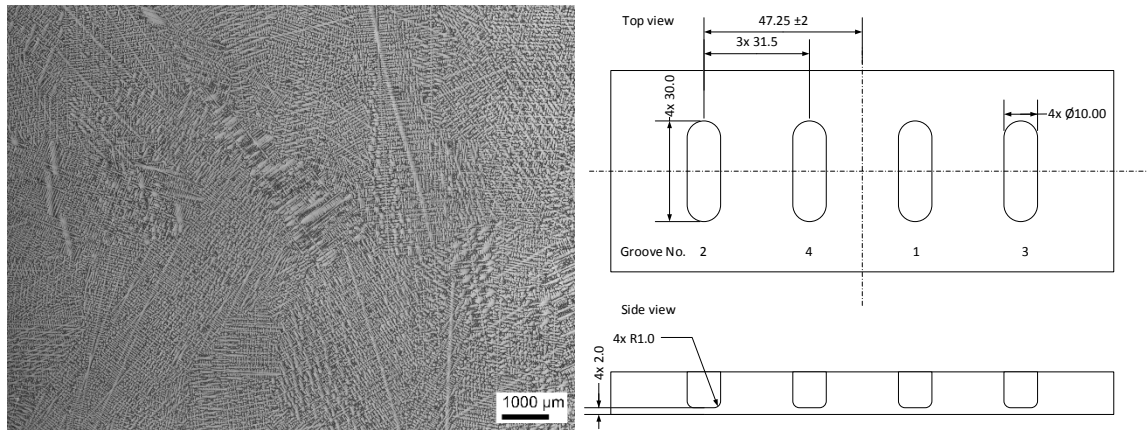 1000 µm
Top view
47.25 ±2
3x 31.5
4x 30.0
4x Ø10.00
Groove No. 2 4 1 3
Side view
4x R1.0
4x 2.0